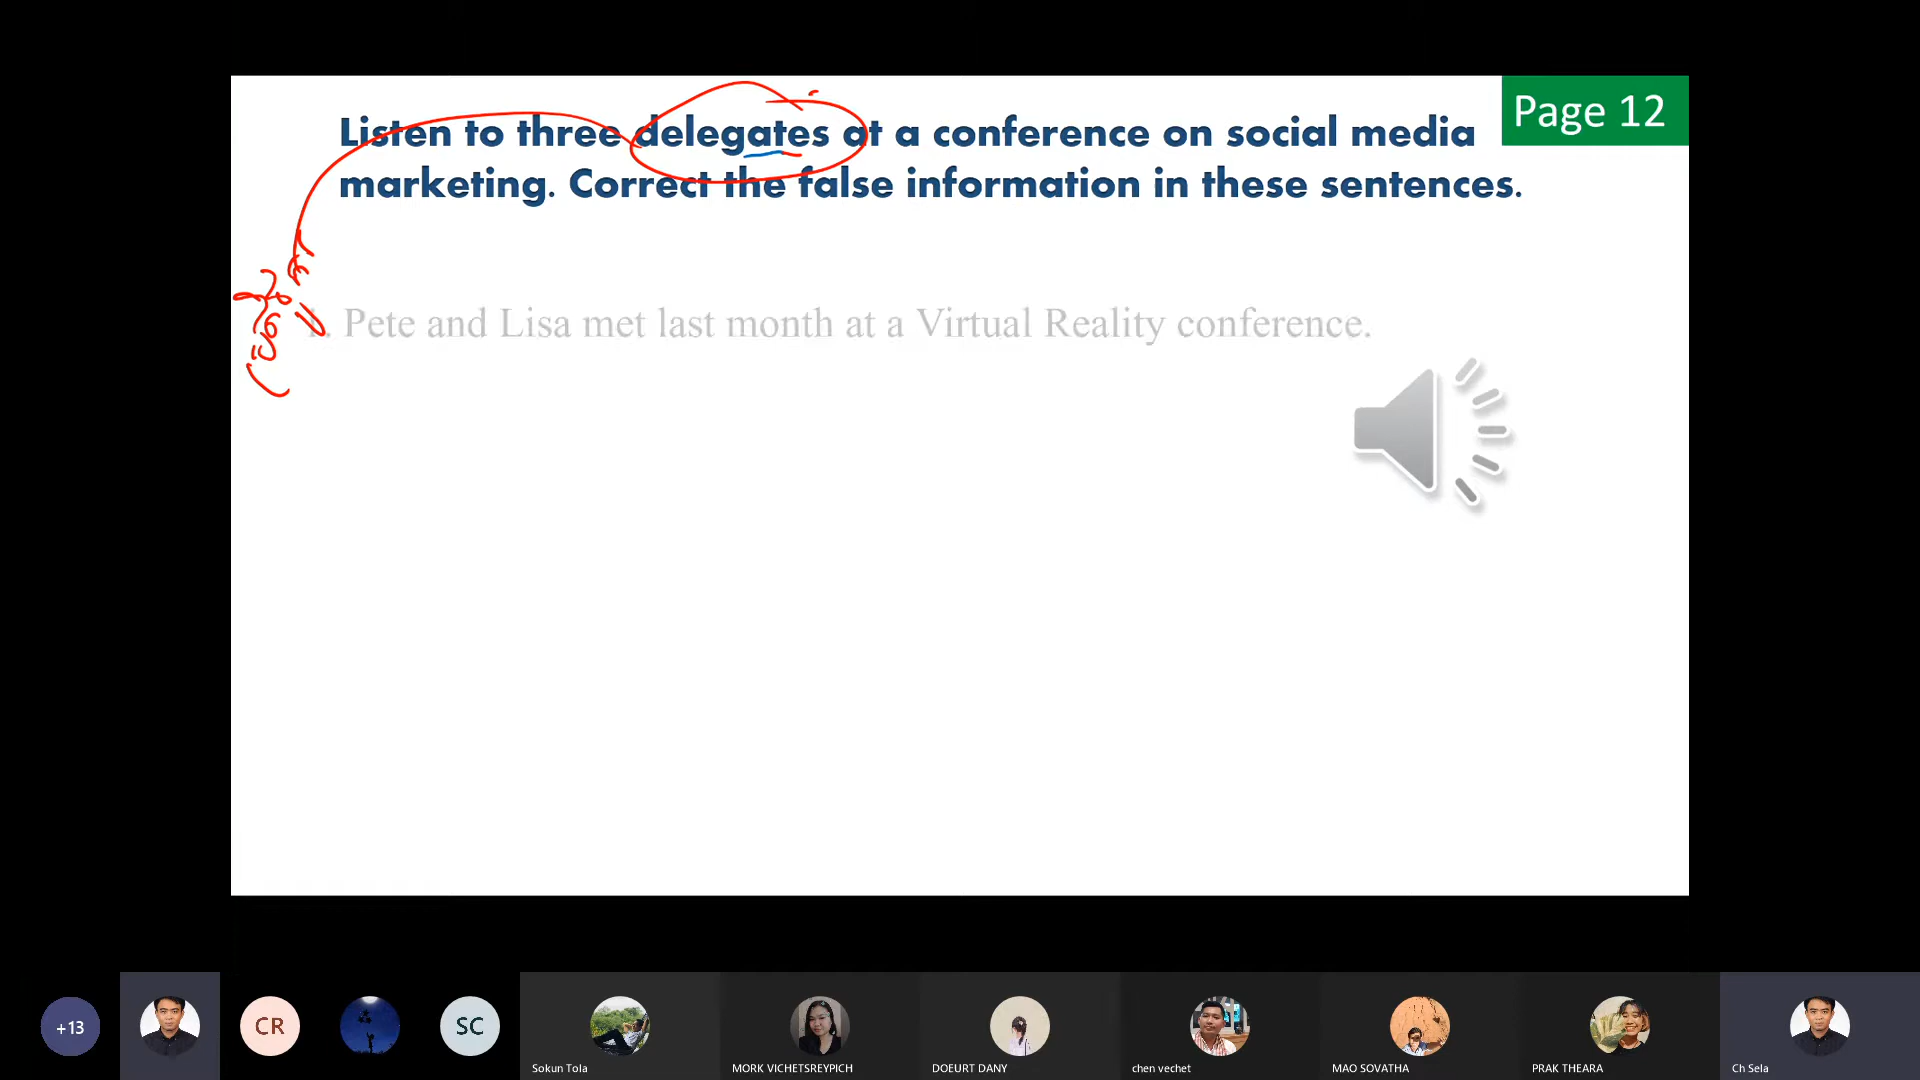 Page 12
Listen to three delegates at a conference on social media
marketing. Correct the false information in these sentences.
1. Pete and Lisa met last month at a Virtual Reality conference.
+13
CR
SC
Sokun Tola
MORK VICHETSREYPICH
DOEURT DANY
chen vechet
MAO SOVATHA
PRAK THEARA
Ch Sela